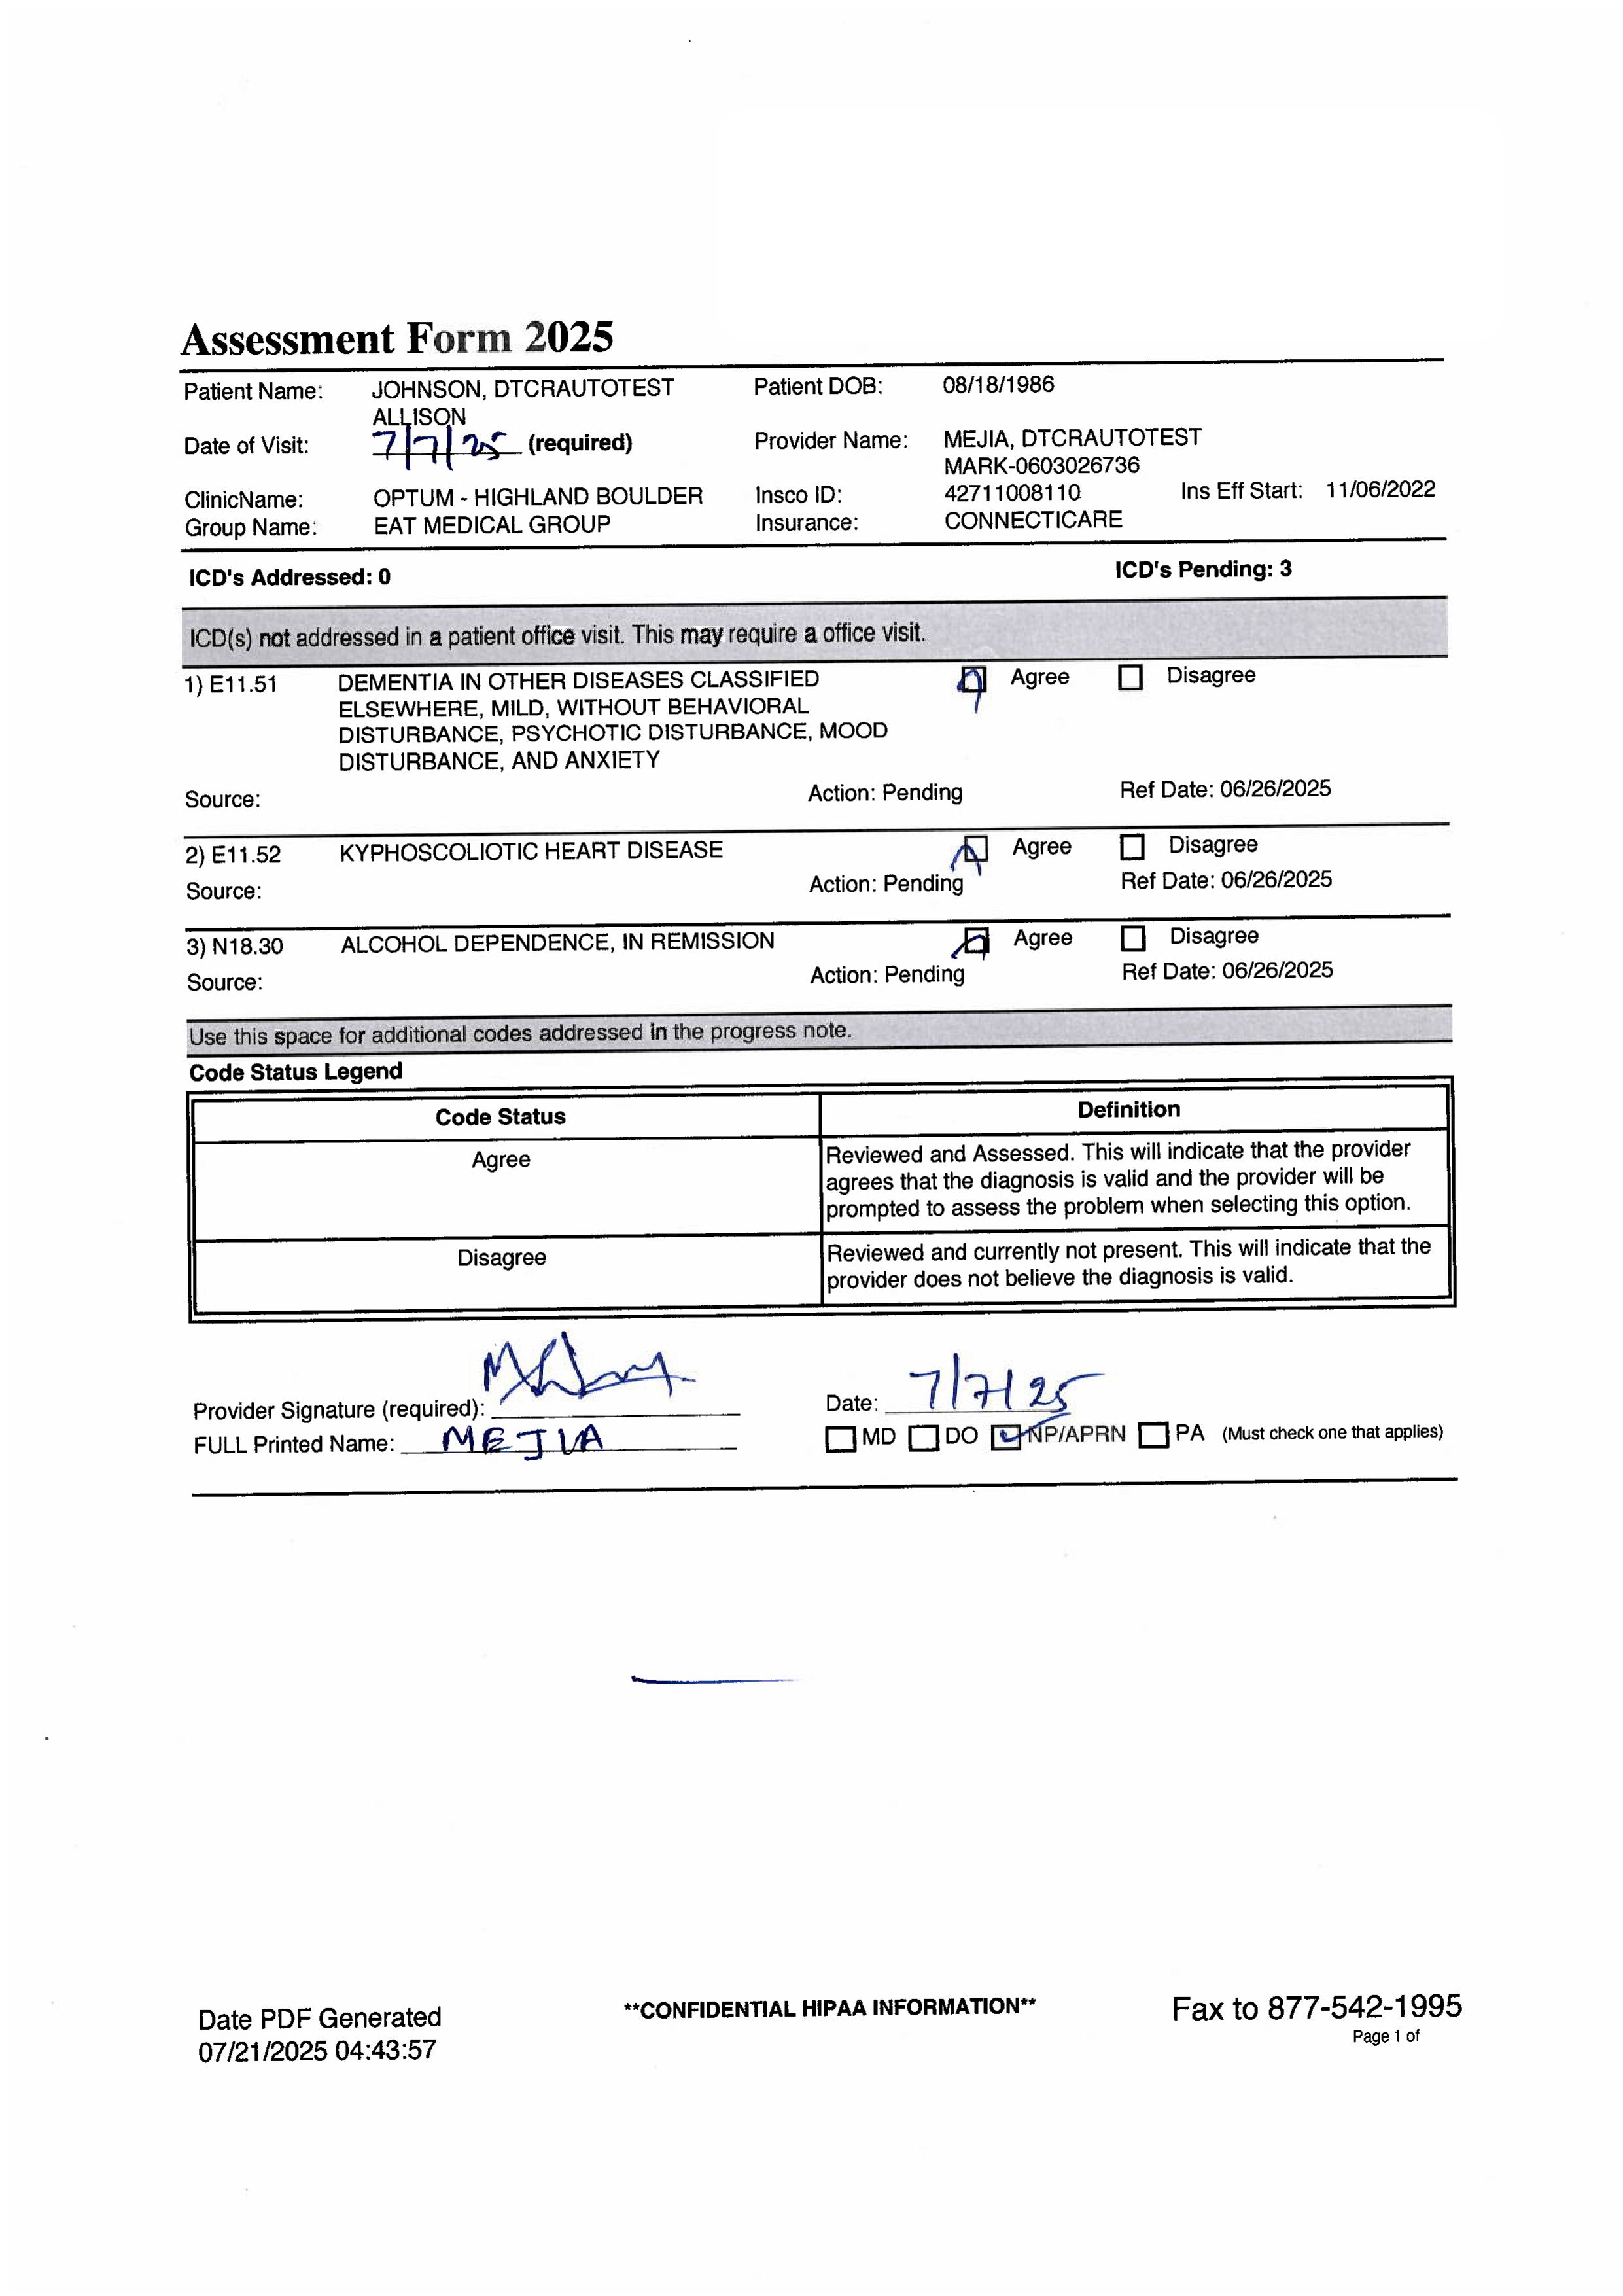 Assessment Form 2025
Patient Name: JOHNSON, DTCRAUTOTEST ALLISON Patient DOB: 08/18/1986
Date of Visit: 7/7/25 (required) Provider Name: MEJIA, DTCRAUTOTEST MARK-0603026736
ClinicName: OPTUM - HIGHLAND BOULDER Insco ID: 42711008110 Ins Eff Start: 11/06/2022
Group Name: EAT MEDICAL GROUP Insurance: CONNECTICARE
ICD's Addressed: 0 ICD's Pending: 3
ICD(s) not addressed in a patient office visit. This may require a office visit.
1) E11.51 DEMENTIA IN OTHER DISEASES CLASSIFIED Agree Disagree
ELSEWHERE, MILD, WITHOUT BEHAVIORAL
DISTURBANCE, PSYCHOTIC DISTURBANCE, MOOD
DISTURBANCE, AND ANXIETY
Source: Action: Pending Ref Date: 06/26/2025
2) E11.52 KYPHOSCOLIOTIC HEART DISEASE Agree Disagree
Source: Action: Pending Ref Date: 06/26/2025
3) N18.30 ALCOHOL DEPENDENCE, IN REMISSION Agree Disagree
Source: Action: Pending Ref Date: 06/26/2025
Use this space for additional codes addressed in the progress note.
Code Status Legend
Code Status Definition
Agree Reviewed and Assessed. This will indicate that the provider
agrees that the diagnosis is valid and the provider will be
prompted to assess the problem when selecting this option.
Disagree Reviewed and currently not present. This will indicate that the
provider does not believe the diagnosis is valid.
Provider Signature (required): Date: 7/7/25
FULL Printed Name: MEJIA MD DO NP/APRN PA (Must check one that applies)
Date PDF Generated **CONFIDENTIAL HIPAA INFORMATION** Fax to 877-542-1995
07/21/2025 04:43:57 Page 1 of